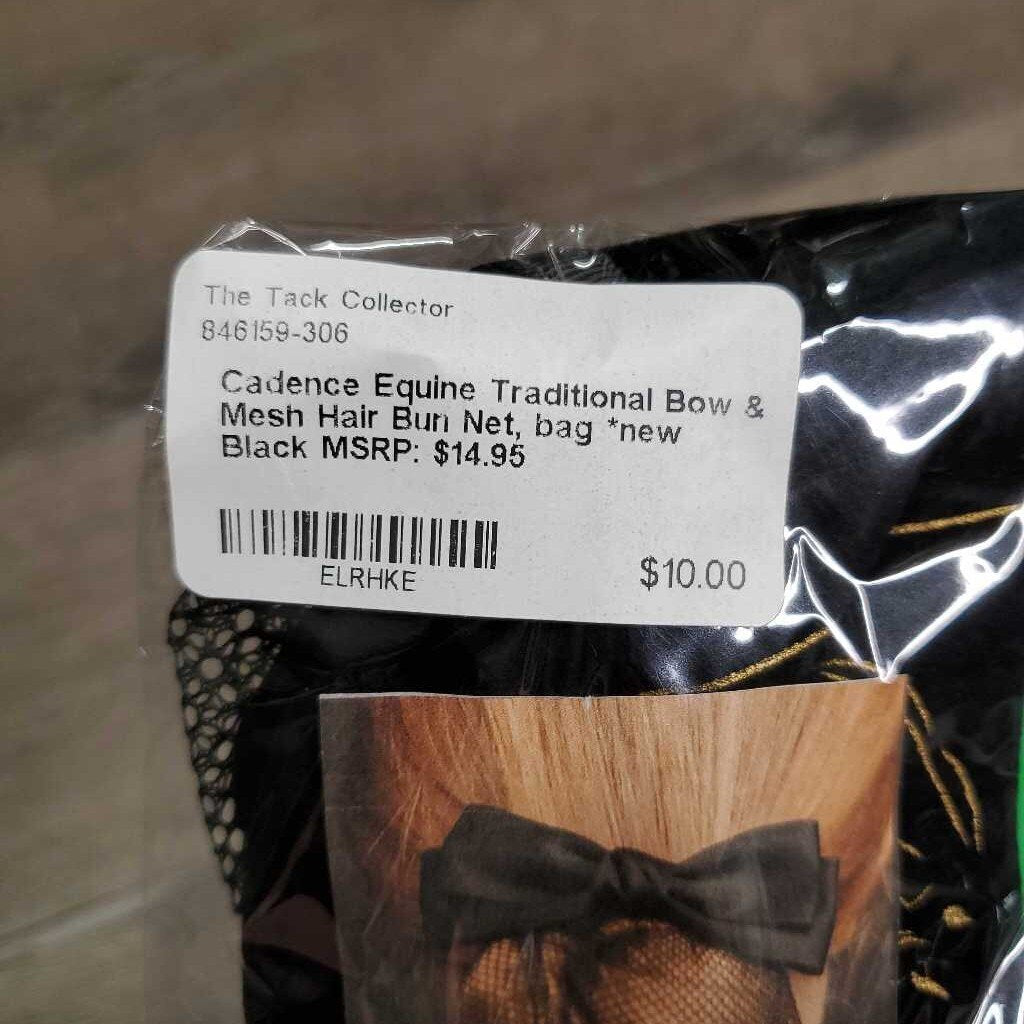 The Tack Collector
846159-306
Cadence Equine Traditional Bow &
Mesh Hair Bun Net, bag *new
Black MSRP: $14.95
ELRHKE
$10.00